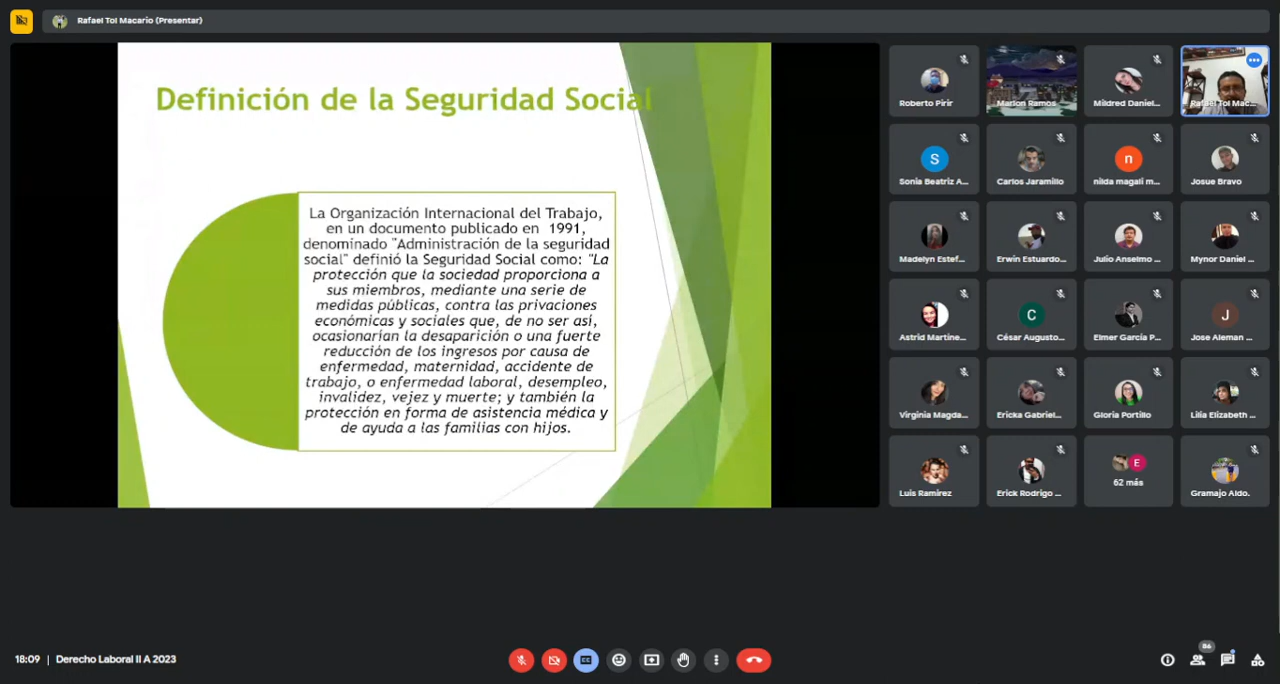 Rafael Tol Macario (Presentar)
Definición de la Seguridad Social
La Organización Internacional del Trabajo,
en un documento publicado en 1991,
denominado "Administración de la seguridad
social" definió la Seguridad Social como: "La
protección que la sociedad proporciona a
sus miembros, mediante una serie de
medidas públicas, contra las privaciones
económicas y sociales que, de no ser así,
ocasionarían la desaparición o una fuerte
reducción de los ingresos por causa de
enfermedad, maternidad, accidente de
trabajo, o enfermedad laboral, desempleo,
invalidez, vejez y muerte; y también la
protección en forma de asistencia médica y
de ayuda a las familias con hijos.
Roberto Pirir
Marlon Ramos
Mildred Daniel...
Rafael Tol Mac...
S
Sonia Beatriz A...
Carlos Jaramillo
n
nilda magali m...
Josue Bravo
Madelyn Estef...
Erwin Estuardo...
Julio Anselmo ...
Mynor Daniel ...
Astrid Martíne...
C
César Augusto...
Elmer García P...
J
Jose Aleman ...
Virginia Magda...
Ericka Gabriel...
Gloria Portillo
Lilia Elizabeth ...
Luis Ramírez
Erick Rodrigo ...
E
62 más
Gramajo Aldo.
18:09 | Derecho Laboral II A 2023
CC
86